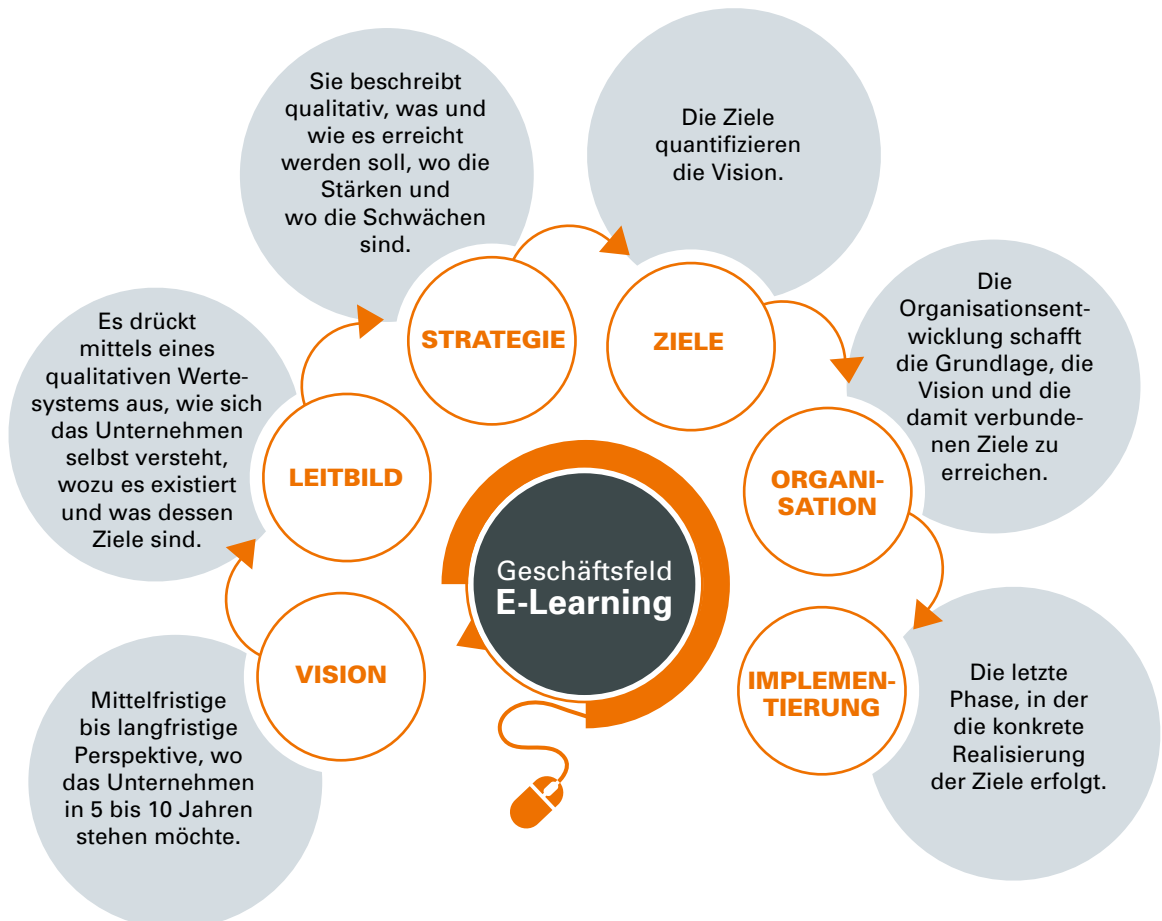 Mittelfristige
bis langfristige
Perspektive, wo
das Unternehmen
in 5 bis 10 Jahren
stehen möchte.
VISION
Es drückt
mittels eines
qualitativen Werte-
systems aus, wie sich
das Unternehmen
selbst versteht,
wozu es existiert
und was dessen
Ziele sind.
LEITBILD
Sie beschreibt
qualitativ, was und
wie es erreicht
werden soll, wo die
Stärken und
wo die Schwächen
sind.
STRATEGIE
Die Ziele
quantifizieren
die Vision.
ZIELE
Die
Organisationsent-
wicklung schafft
die Grundlage, die
Vision und die
damit verbunde-
nen Ziele zu
erreichen.
ORGANI-
SATION
Die letzte
Phase, in der
die konkrete
Realisierung
der Ziele erfolgt.
IMPLEMEN-
TIERUNG
Geschäftsfeld
E-Learning